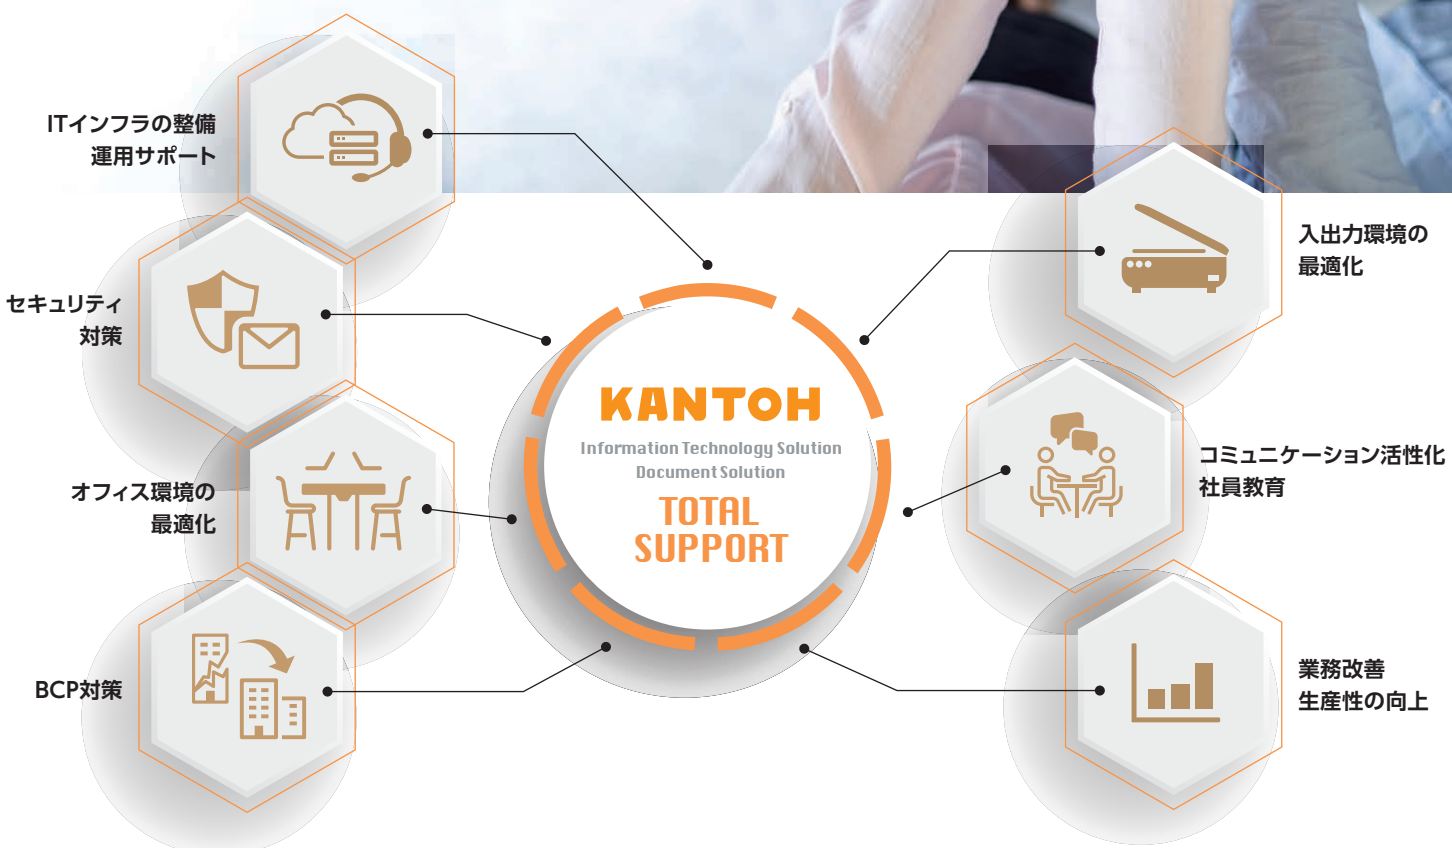 ITインフラの整備
運用サポート
セキュリティ
対策
オフィス環境の
最適化
BCP対策
KANTOH
Information Technology Solution
Document Solution
TOTAL
SUPPORT
入出力環境の
最適化
コミュニケーション活性化
社員教育
業務改善
生産性の向上